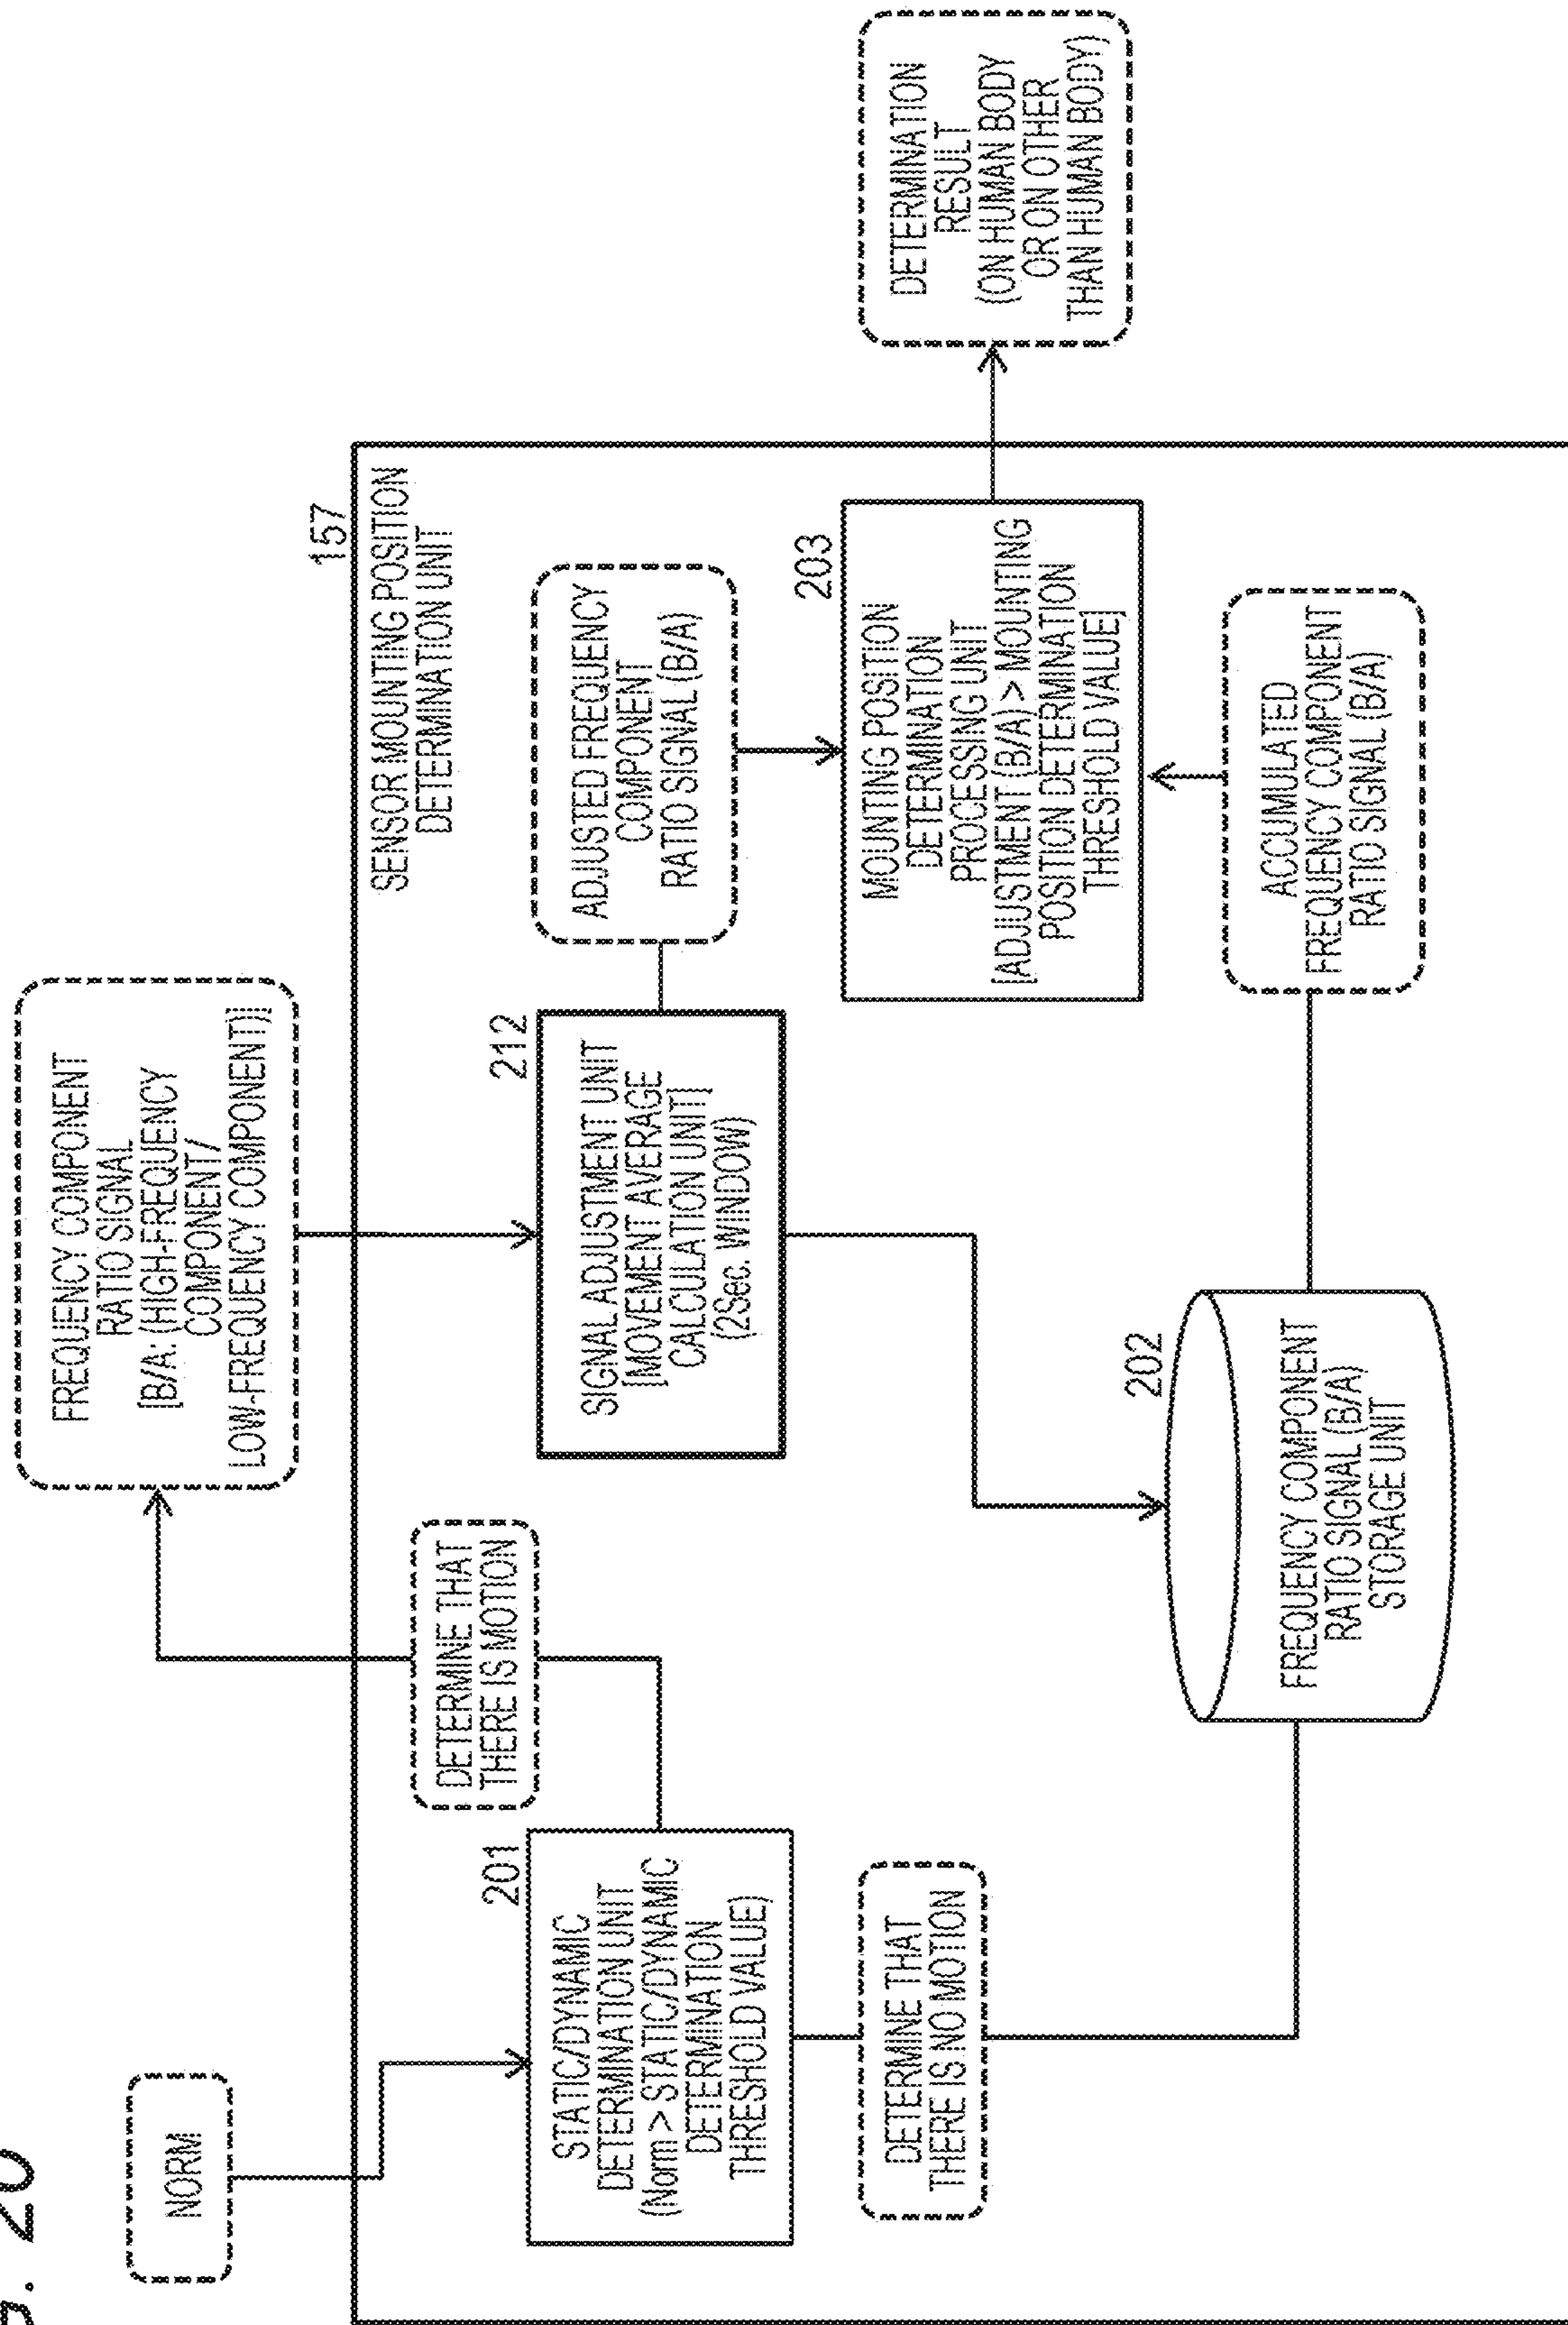 G. 20
NORM
FREQUENCY COMPONENT
RATIO SIGNAL
[B/A: (HIGH-FREQUENCY
COMPONENT/
LOW-FREQUENCY COMPONENT)]
157
SENSOR MOUNTING POSITION
DETERMINATION UNIT
DETERMINE THAT
THERE IS MOTION
201
STATIC/DYNAMIC
DETERMINATION UNIT
(Norm > STATIC/DYNAMIC
DETERMINATION
THRESHOLD VALUE)
212
SIGNAL ADJUSTMENT UNIT
[MOVEMENT AVERAGE
CALCULATION UNIT]
(2Sec. WINDOW)
ADJUSTED FREQUENCY
COMPONENT
RATIO SIGNAL (B/A)
203
MOUNTING POSITION
DETERMINATION
PROCESSING UNIT
[ADJUSTMENT (B/A) > MOUNTING
POSITION DETERMINATION
THRESHOLD VALUE]
DETERMINATION
RESULT
(ON HUMAN BODY
OR ON OTHER
THAN HUMAN BODY)
DETERMINE THAT
THERE IS NO MOTION
202
FREQUENCY COMPONENT
RATIO SIGNAL (B/A)
STORAGE UNIT
ACCUMULATED
FREQUENCY COMPONENT
RATIO SIGNAL (B/A)